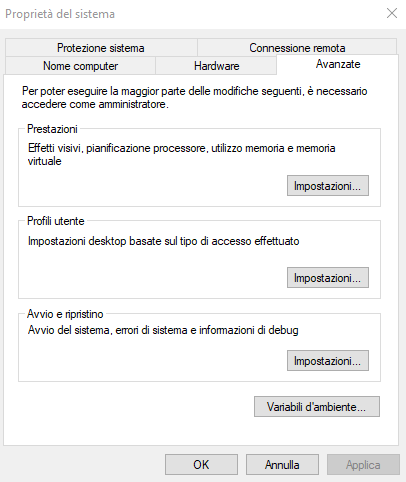 Proprietà del sistema
Protezione sistema
Connessione remota
Nome computer
Hardware
Avanzate
Per poter eseguire la maggior parte delle modifiche seguenti, è necessario
accedere come amministratore.
Prestazioni
Effetti visivi, pianificazione processore, utilizzo memoria e memoria
virtuale
Impostazioni...
Profili utente
Impostazioni desktop basate sul tipo di accesso effettuato
Impostazioni...
Avvio e ripristino
Avvio del sistema, errori di sistema e informazioni di debug
Impostazioni...
Variabili d'ambiente...
OK
Annulla
Applica